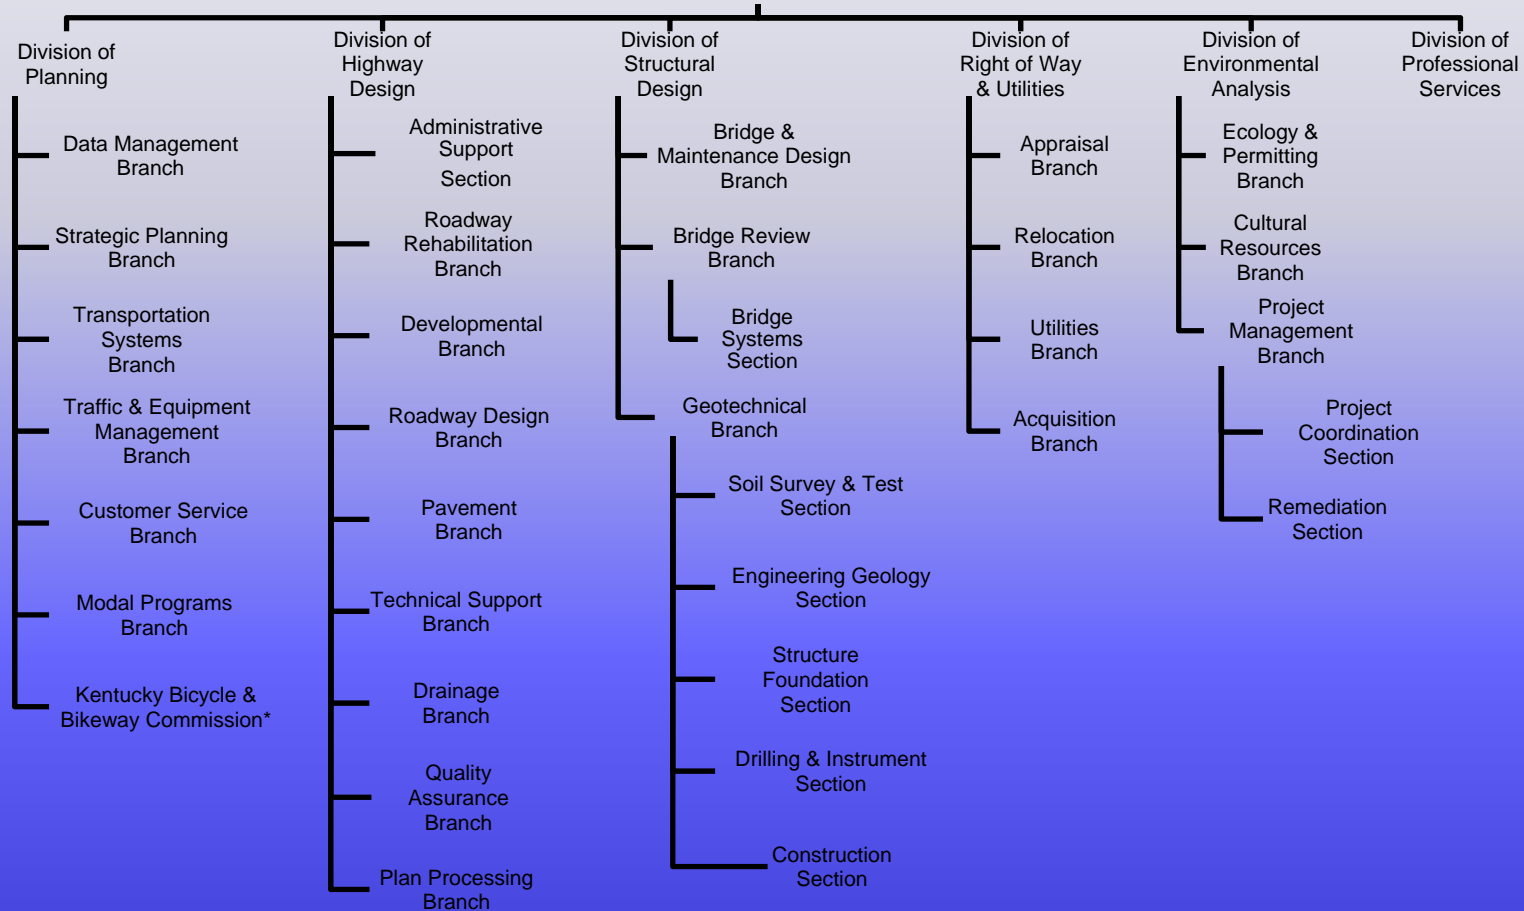 Division of
Planning
Data Management
Branch
Strategic Planning
Branch
Transportation
Systems
Branch
Traffic & Equipment
Management
Branch
Customer Service
Branch
Modal Programs
Branch
Kentucky Bicycle &
Bikeway Commission*
Division of
Highway
Design
Administrative
Support
Section
Roadway
Rehabilitation
Branch
Developmental
Branch
Roadway Design
Branch
Pavement
Branch
Technical Support
Branch
Drainage
Branch
Quality
Assurance
Branch
Plan Processing
Branch
Division of
Structural
Design
Bridge &
Maintenance Design
Branch
Bridge Review
Branch
Bridge
Systems
Section
Geotechnical
Branch
Soil Survey & Test
Section
Engineering Geology
Section
Structure
Foundation
Section
Drilling & Instrument
Section
Construction
Section
Division of
Right of Way
& Utilities
Appraisal
Branch
Relocation
Branch
Utilities
Branch
Acquisition
Branch
Division of
Environmental
Analysis
Ecology &
Permitting
Branch
Cultural
Resources
Branch
Project
Management
Branch
Project
Coordination
Section
Remediation
Section
Division of
Professional
Services